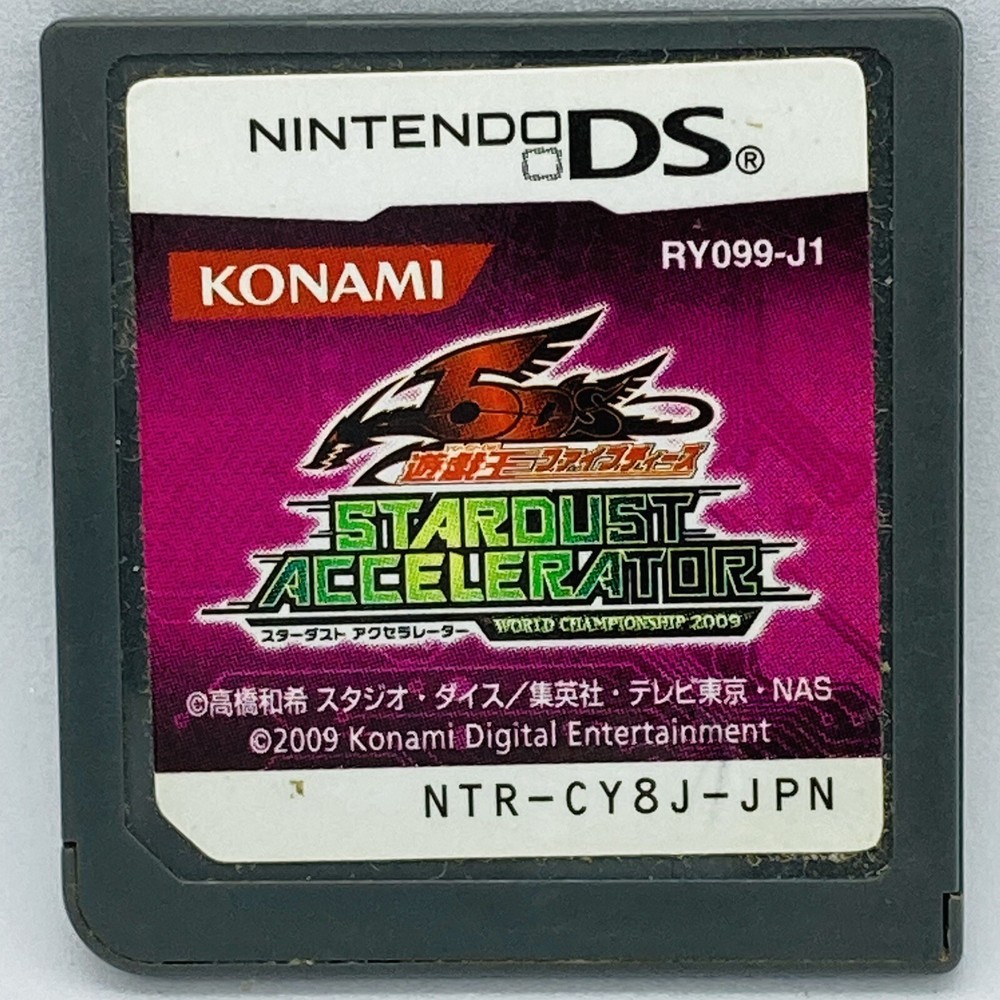 NINTENDO DS®
KONAMI
RY099-J1
5D's
遊戯王ファイブディーズ
STARDUST
ACCELERATOR
スターダスト アクセラレーター
WORLD CHAMPIONSHIP 2009
©高橋和希 スタジオ・ダイス／集英社・テレビ東京・NAS
©2009 Konami Digital Entertainment
NTR-CY8J-JPN